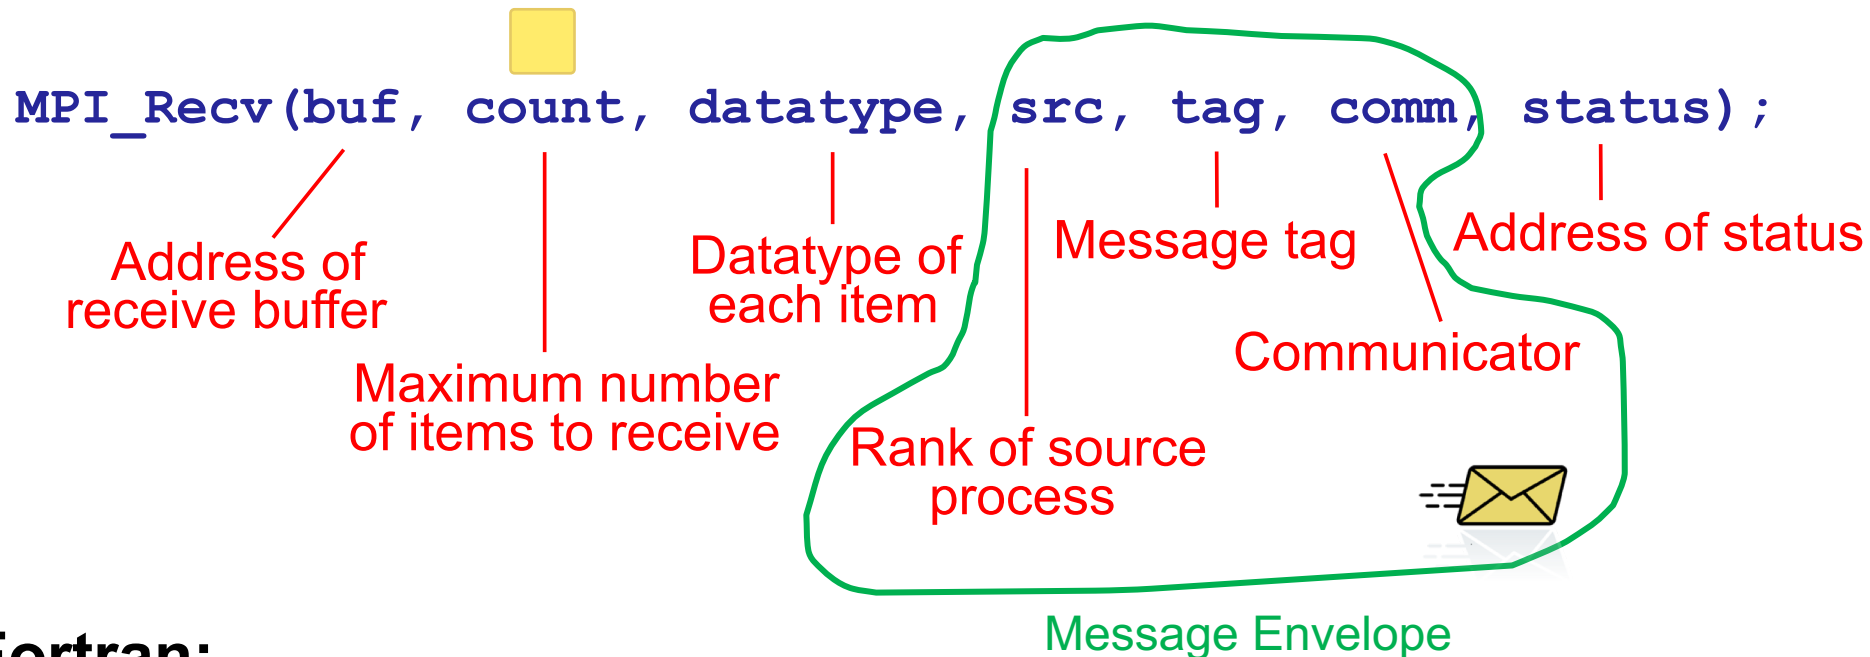 MPI_Recv(buf, count, datatype, src, tag, comm, status);
Address of
receive buffer
Maximum number
of items to receive
Datatype of
each item
Rank of source
process
Message tag
Communicator
Address of status
Message Envelope
Fortran: